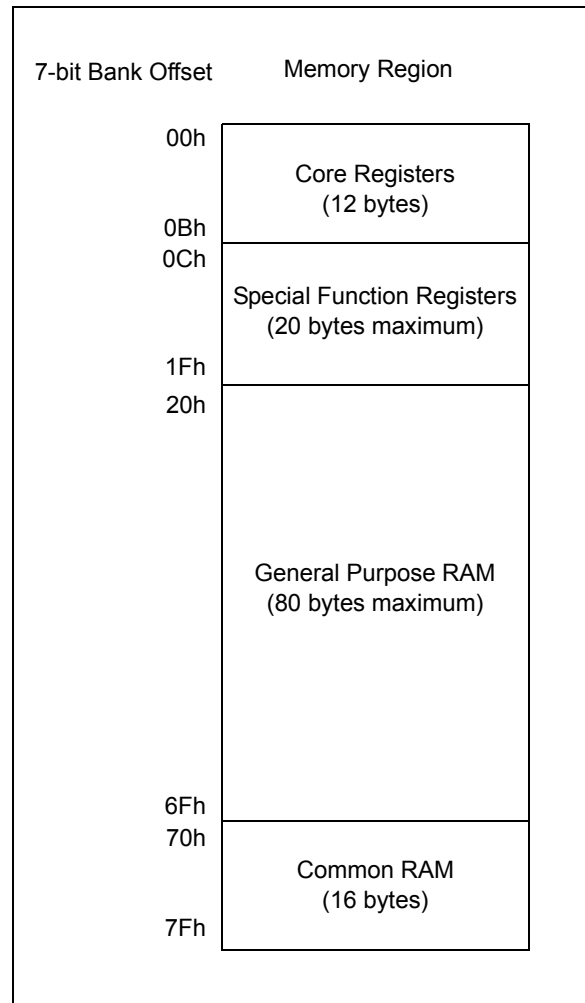 7-bit Bank Offset
Memory Region
00h
Core Registers
(12 bytes)
0Bh
0Ch
Special Function Registers
(20 bytes maximum)
1Fh
20h
General Purpose RAM
(80 bytes maximum)
6Fh
70h
Common RAM
(16 bytes)
7Fh